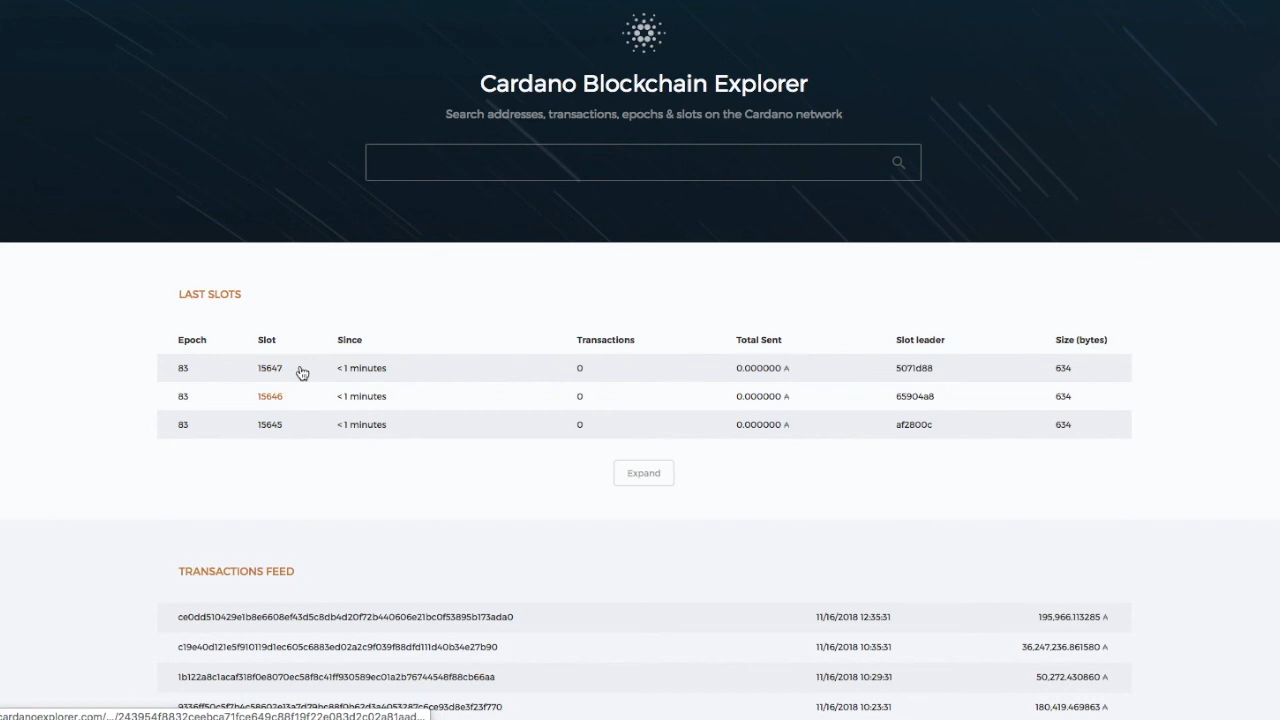 Cardano Blockchain Explorer
Search addresses, transactions, epochs & slots on the Cardano network
LAST SLOTS
Epoch Slot Since Transactions Total Sent Slot leader Size (bytes)
83 15647 < 1 minutes 0 0.000000 ₳ 5071d88 634
83 15646 < 1 minutes 0 0.000000 ₳ 65904a8 634
83 15645 < 1 minutes 0 0.000000 ₳ af2800c 634
Expand
TRANSACTIONS FEED
ce0dd510429e1b8e6608ef43d5c8db4d20f72b440606e21bc0f53895b173ada0 11/16/2018 12:35:31 195,966.113285 ₳
c19e40d121e5f910119d1ec605c6883ed02a2c9f039f88dfd111d40b34e27b90 11/16/2018 10:35:31 36,247,236.861580 ₳
1b122a8c1acaf318f0e8070ec58f8c41ff930589ec01a2b76744548f88cb66aa 11/16/2018 10:29:31 50,272.430860 ₳
11/16/2018 10:23:31 180,419.469863 ₳
cardanoexplorer.com/.../243954f8832ceebca71fce649c88f19f22e083d2c02a81aad...